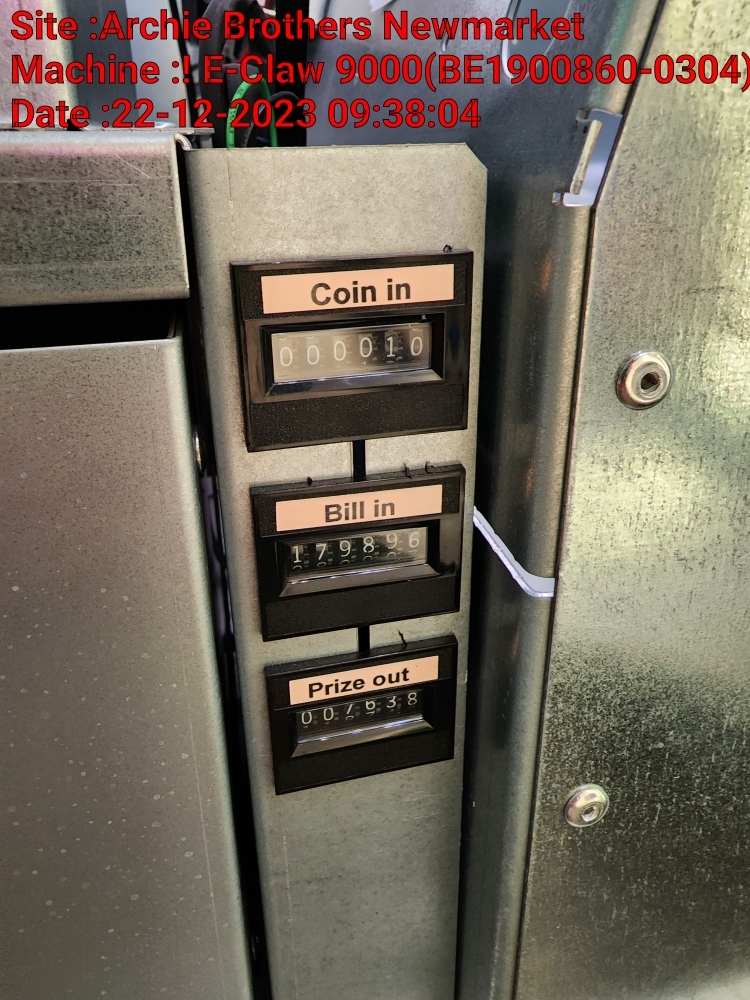 Site :Archie Brothers Newmarket
Machine :! E-Claw 9000(BE1900860-0304)
Date :22-12-2023 09:38:04
Coin in
000010
Bill in
179896
Prize out
007638